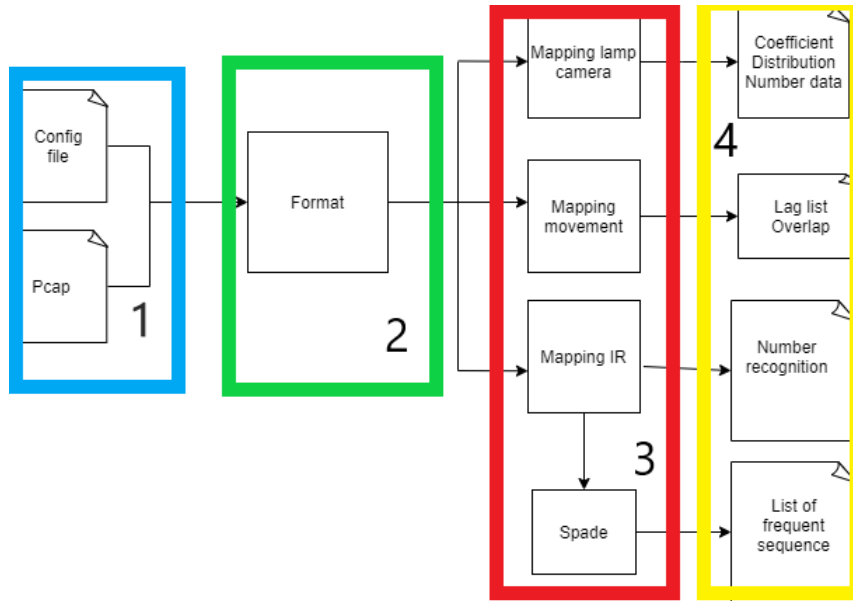 Config
file
Pcap
1
Format
2
Mapping lamp
camera
Mapping
movement
Mapping IR
3
Spade
Coefficient
Distribution
Number data
4
Lag list
Overlap
Number
recognition
List of
frequent
sequence